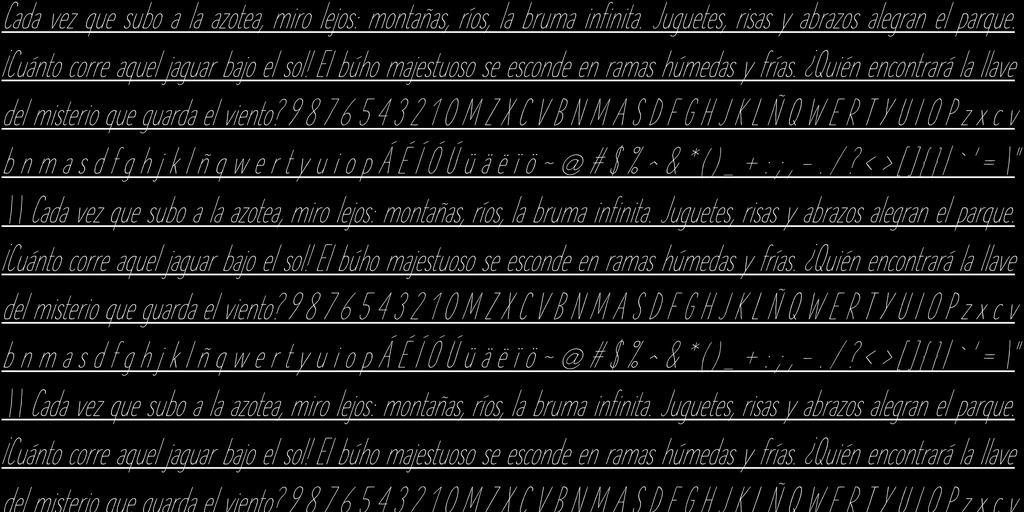 Cada vez que subo a la azotea, miro lejos: montañas, ríos, la bruma infinita. Juguetes, risas y abrazos alegran el parque.
¡Cuánto corre aquel jaguar bajo el sol! El búho majestuoso se esconde en ramas húmedas y frías. ¿Quién encontrará la llave
del misterio que guarda el viento? 9 8 7 6 5 4 3 2 1 0 M Z X C V B N M A S D F G H J K L Ñ Q W E R T Y U I O P z x c v
b n m a s d f g h j k l ñ q w e r t y u i o p Á É Í Ó Ú ü ä ë ï ö ~ @ # $ % ^ & * ( ) _ + : ; , - . / ? < > [ ] { } | ` ' = \ "
| \ Cada vez que subo a la azotea, miro lejos: montañas, ríos, la bruma infinita. Juguetes, risas y abrazos alegran el parque.
¡Cuánto corre aquel jaguar bajo el sol! El búho majestuoso se esconde en ramas húmedas y frías. ¿Quién encontrará la llave
del misterio que guarda el viento? 9 8 7 6 5 4 3 2 1 0 M Z X C V B N M A S D F G H J K L Ñ Q W E R T Y U I O P z x c v
b n m a s d f g h j k l ñ q w e r t y u i o p Á É Í Ó Ú ü ä ë ï ö ~ @ # $ % ^ & * ( ) _ + : ; , - . / ? < > [ ] { } | ` ' = \ "
| \ Cada vez que subo a la azotea, miro lejos: montañas, ríos, la bruma infinita. Juguetes, risas y abrazos alegran el parque.
¡Cuánto corre aquel jaguar bajo el sol! El búho majestuoso se esconde en ramas húmedas y frías. ¿Quién encontrará la llave
del misterio que guarda el viento? 9 8 7 6 5 4 3 2 1 0 M Z X C V B N M A S D F G H J K L Ñ Q W E R T Y U I O P z x c v